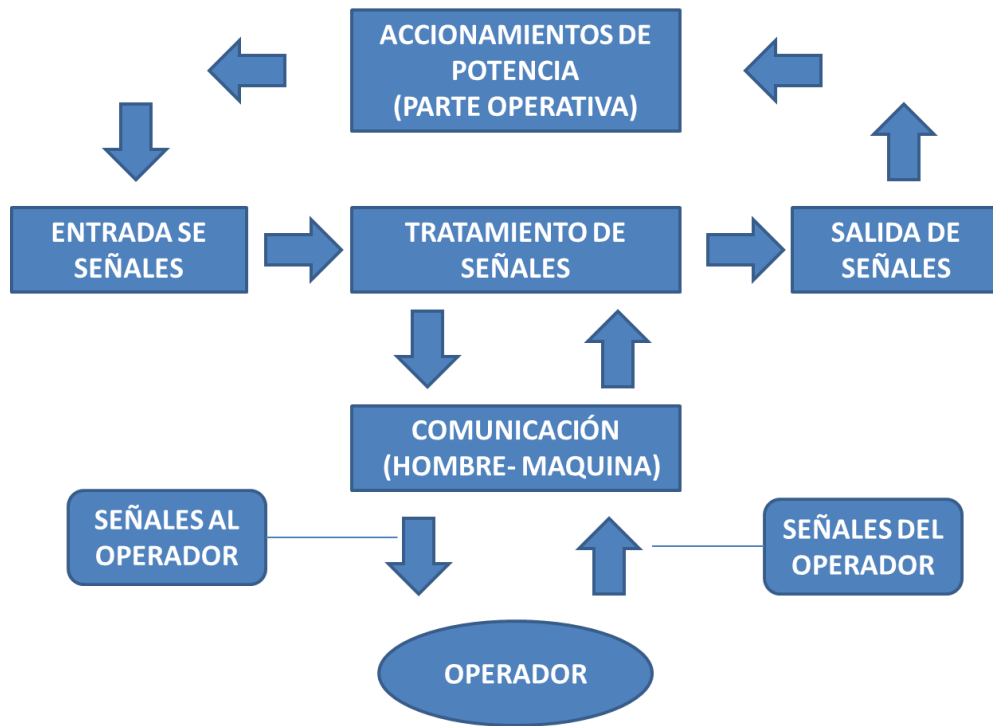 ACCIONAMIENTOS DE
POTENCIA
(PARTE OPERATIVA)
ENTRADA SE
SEÑALES
TRATAMIENTO DE
SEÑALES
SALIDA DE
SEÑALES
COMUNICACIÓN
(HOMBRE- MAQUINA)
SEÑALES AL
OPERADOR
SEÑALES DEL
OPERADOR
OPERADOR